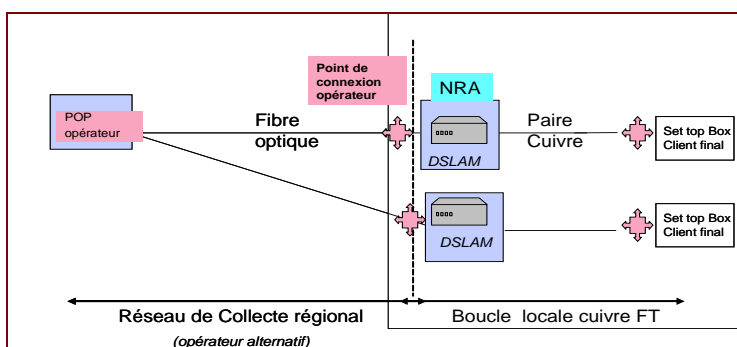 Point de
connexion
opérateur
NRA
POP
opérateur
Fibre
optique
Paire
Cuivre
Set top Box
Client final
DSLAM
Set top Box
Client final
DSLAM
Réseau de Collecte régional
Boucle locale cuivre FT
(opérateur alternatif)